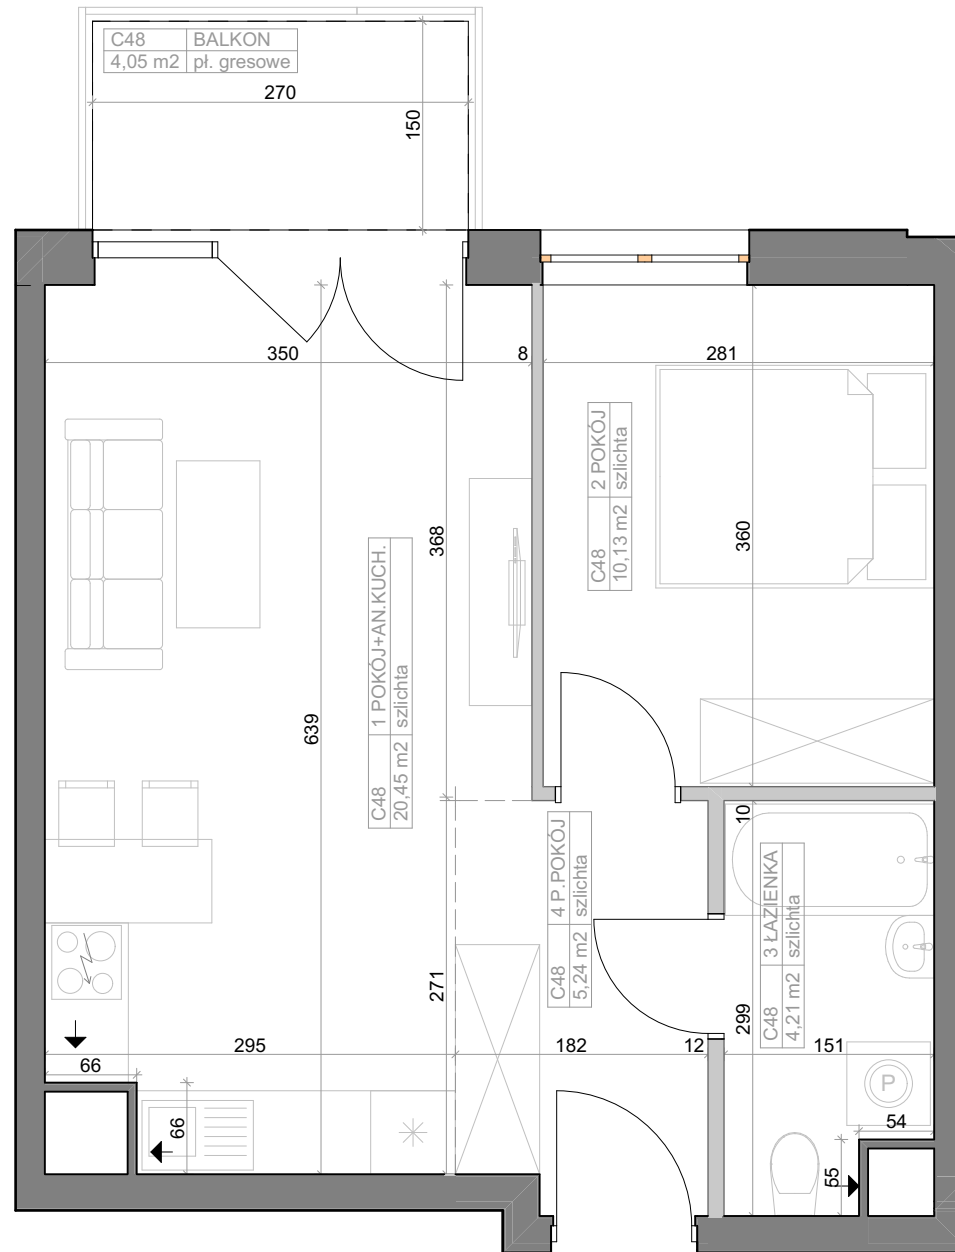 C48 BALKON
4,05 m2 pł. gresowe
270
150
350
8
281
C48 2 POKÓJ
10,13 m2 szlichta
368
360
C48 1 POKÓJ+AN.KUCH.
20,45 m2 szlichta
639
C48 4 P.POKÓJ
5,24 m2 szlichta
10
C48 3 ŁAZIENKA
4,21 m2 szlichta
271
299
295
182
12
151
66
66
P
54
55